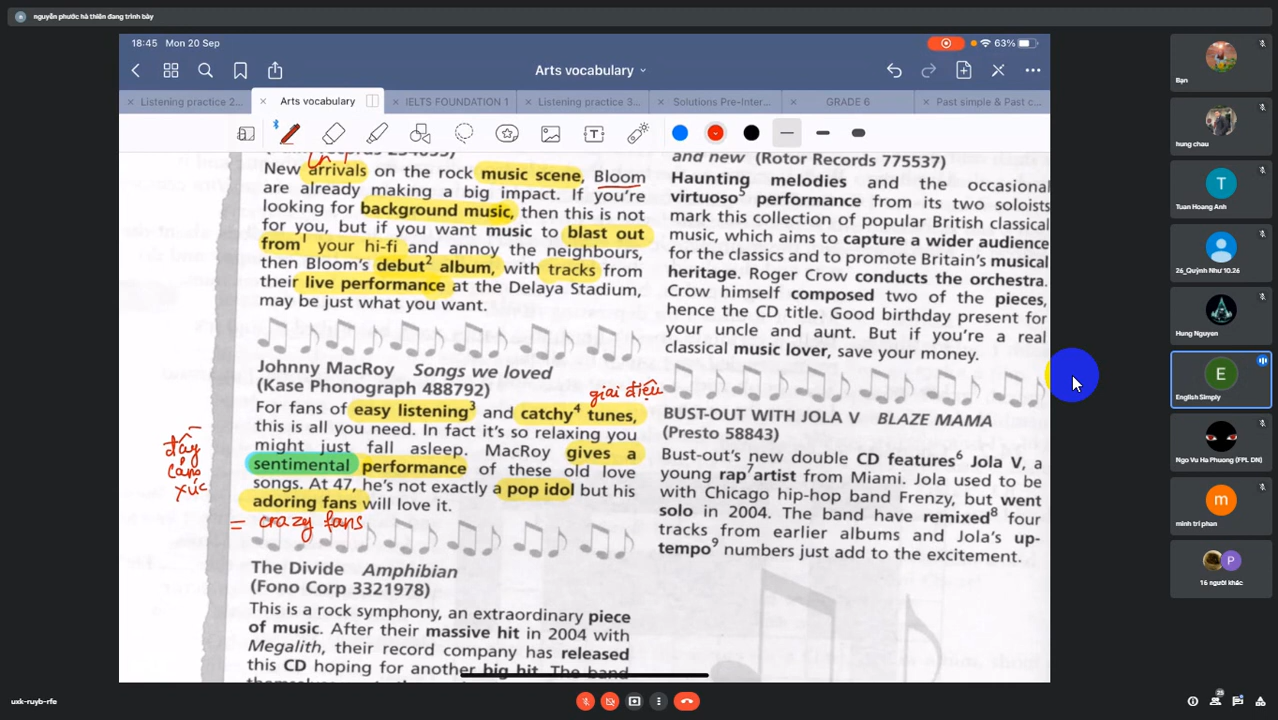 nguyễn phước hà thiên đang trình bày
18:45 Mon 20 Sep
63%
Arts vocabulary
Listening practice 2...
Arts vocabulary
IELTS FOUNDATION 1
Listening practice 3...
Solutions Pre-Inter...
GRADE 6
Past simple & Past c...
New arrivals on the rock music scene, Bloom
are already making a big impact. If you're
looking for background music, then this is not
for you, but if you want music to blast out
from1 your hi-fi and annoy the neighbours,
then Bloom's debut2 album, with tracks from
their live performance at the Delaya Stadium,
may be just what you want.
Johnny MacRoy Songs we loved
(Kase Phonograph 488792)
giai điệu
For fans of easy listening3 and catchy4 tunes,
this is all you need. In fact it's so relaxing you
might just fall asleep. MacRoy gives a
sentimental performance of these old love
songs. At 47, he's not exactly a pop idol but his
adoring fans will love it.
đầy
cảm
xúc
= crazy fans
The Divide Amphibian
(Fono Corp 3321978)
This is a rock symphony, an extraordinary piece
of music. After their massive hit in 2004 with
Megalith, their record company has released
this CD hoping for another big hit. The band
and new (Rotor Records 775537)
Haunting melodies and the occasional
virtuoso5 performance from its two soloists
mark this collection of popular British classical
music, which aims to capture a wider audience
for the classics and to promote Britain's musical
heritage. Roger Crow conducts the orchestra.
Crow himself composed two of the pieces,
hence the CD title. Good birthday present for
your uncle and aunt. But if you're a real
classical music lover, save your money.
BUST-OUT WITH JOLA V BLAZE MAMA
(Presto 58843)
Bust-out's new double CD features6 Jola V, a
young rap7artist from Miami. Jola used to be
with Chicago hip-hop band Frenzy, but went
solo in 2004. The band have remixed8 four
tracks from earlier albums and Jola's up-
tempo9 numbers just add to the excitement.
Bạn
hung chau
T
Tuan Hoang Anh
26_Quỳnh Như 10.26
Hung Nguyen
E
English Simply
Ngo Vu Ha Phuong (FPL DN)
m
minh tri phan
P
16 người khác
uxk-ruyb-rfe
25